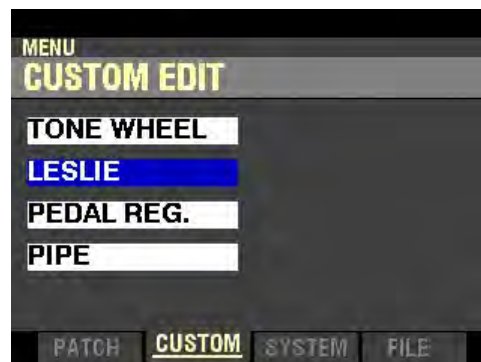 MENU
CUSTOM EDIT
TONE WHEEL
LESLIE
PEDAL REG.
PIPE
PATCH CUSTOM SYSTEM FILE